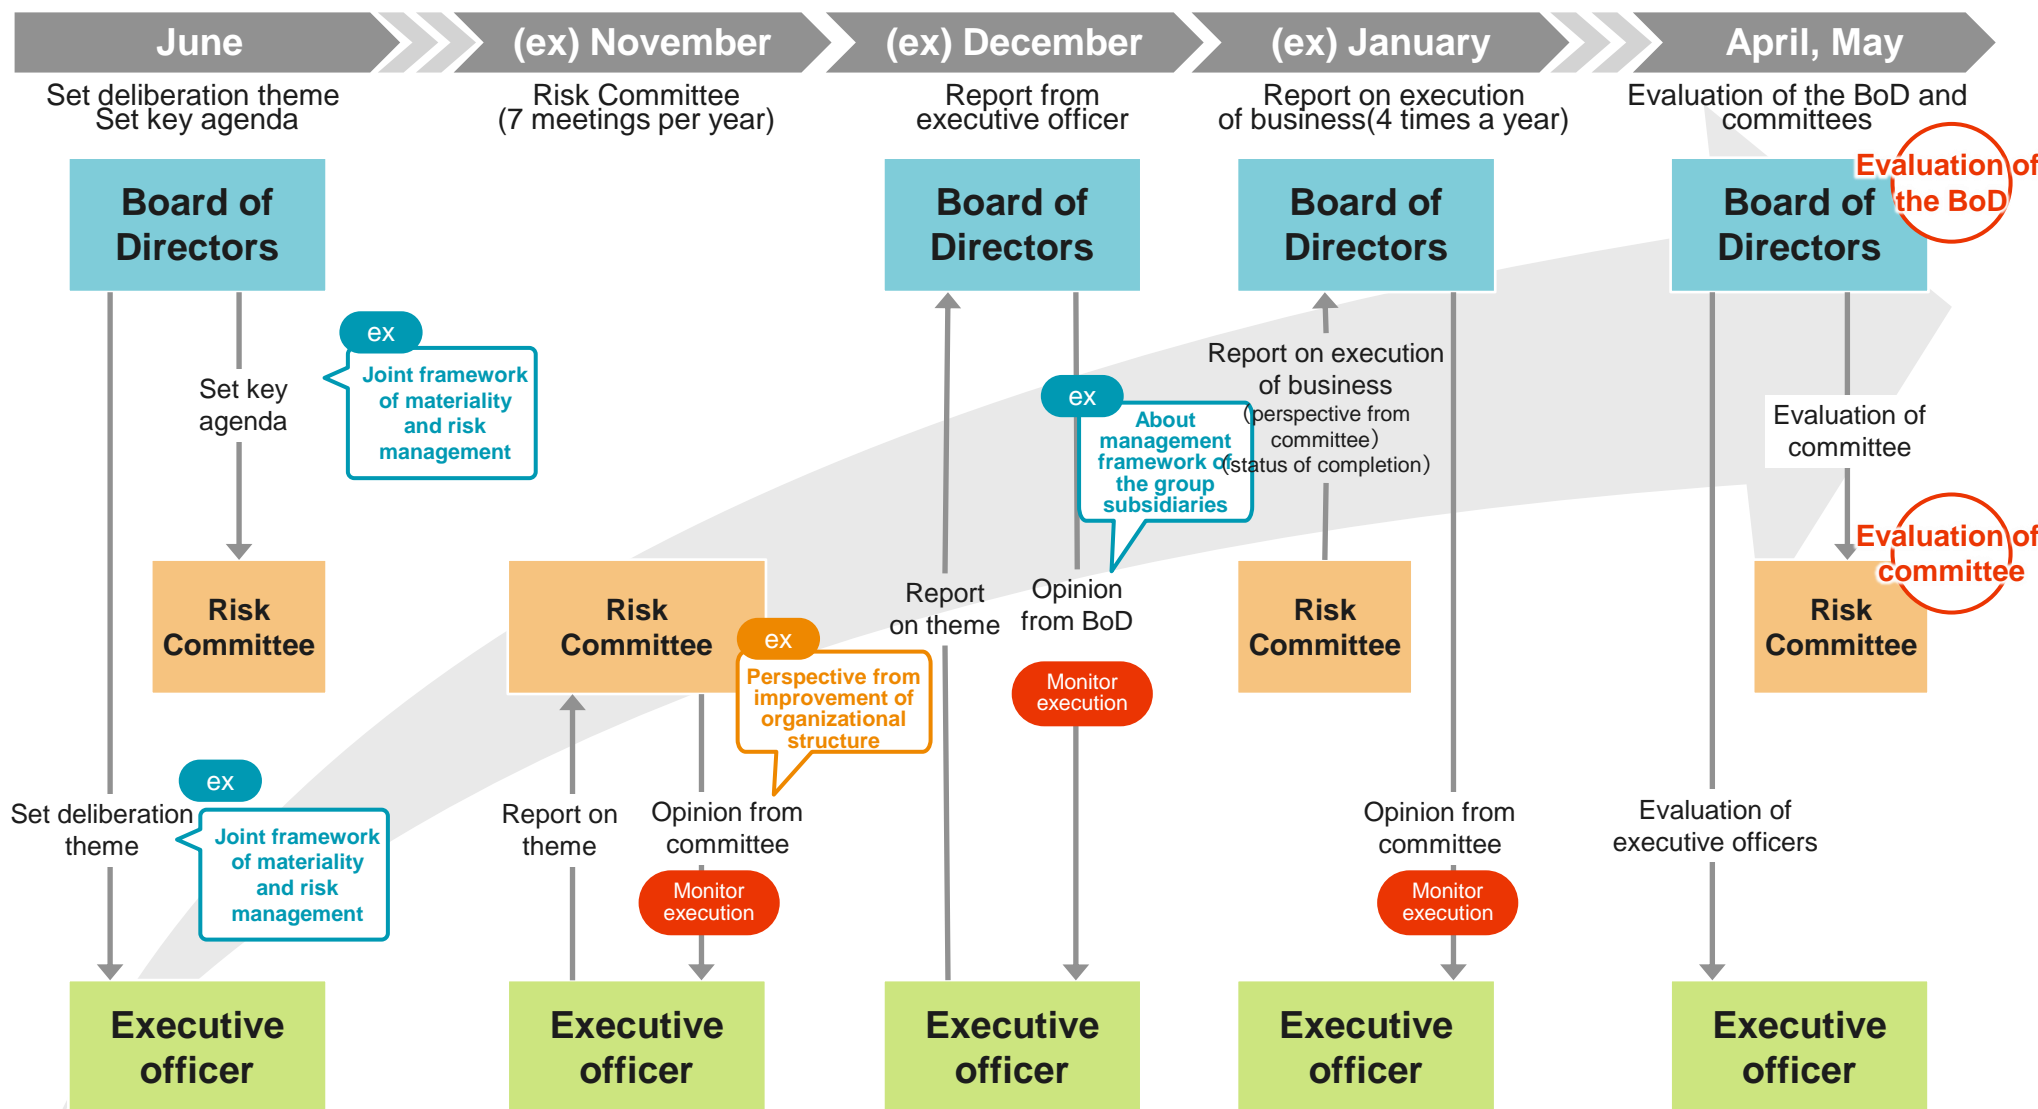 June
(ex) November
(ex) December
(ex) January
April, May
Set deliberation theme
Set key agenda
Risk Committee
(7 meetings per year)
Report from
executive officer
Report on execution
of business(4 times a year)
Evaluation of the BoD and
committees
Board of
Directors
Board of
Directors
Board of
Directors
Board of
Directors
Evaluation of
the BoD
ex
Joint framework
of materiality
and risk
management
Set key
agenda
ex
About
management
framework of
the group
subsidiaries
Report on execution
of business
(perspective from
committee)
(status of completion)
Evaluation of
committee
Evaluation of
committee
Risk
Committee
Risk
Committee
ex
Perspective from
improvement of
organizational
structure
Report
on theme
Opinion
from BoD
Monitor
execution
Risk
Committee
Risk
Committee
Set deliberation
theme
ex
Joint framework
of materiality
and risk
management
Report on
theme
Opinion from
committee
Monitor
execution
Opinion from
committee
Monitor
execution
Evaluation of
executive officers
Executive
officer
Executive
officer
Executive
officer
Executive
officer
Executive
officer